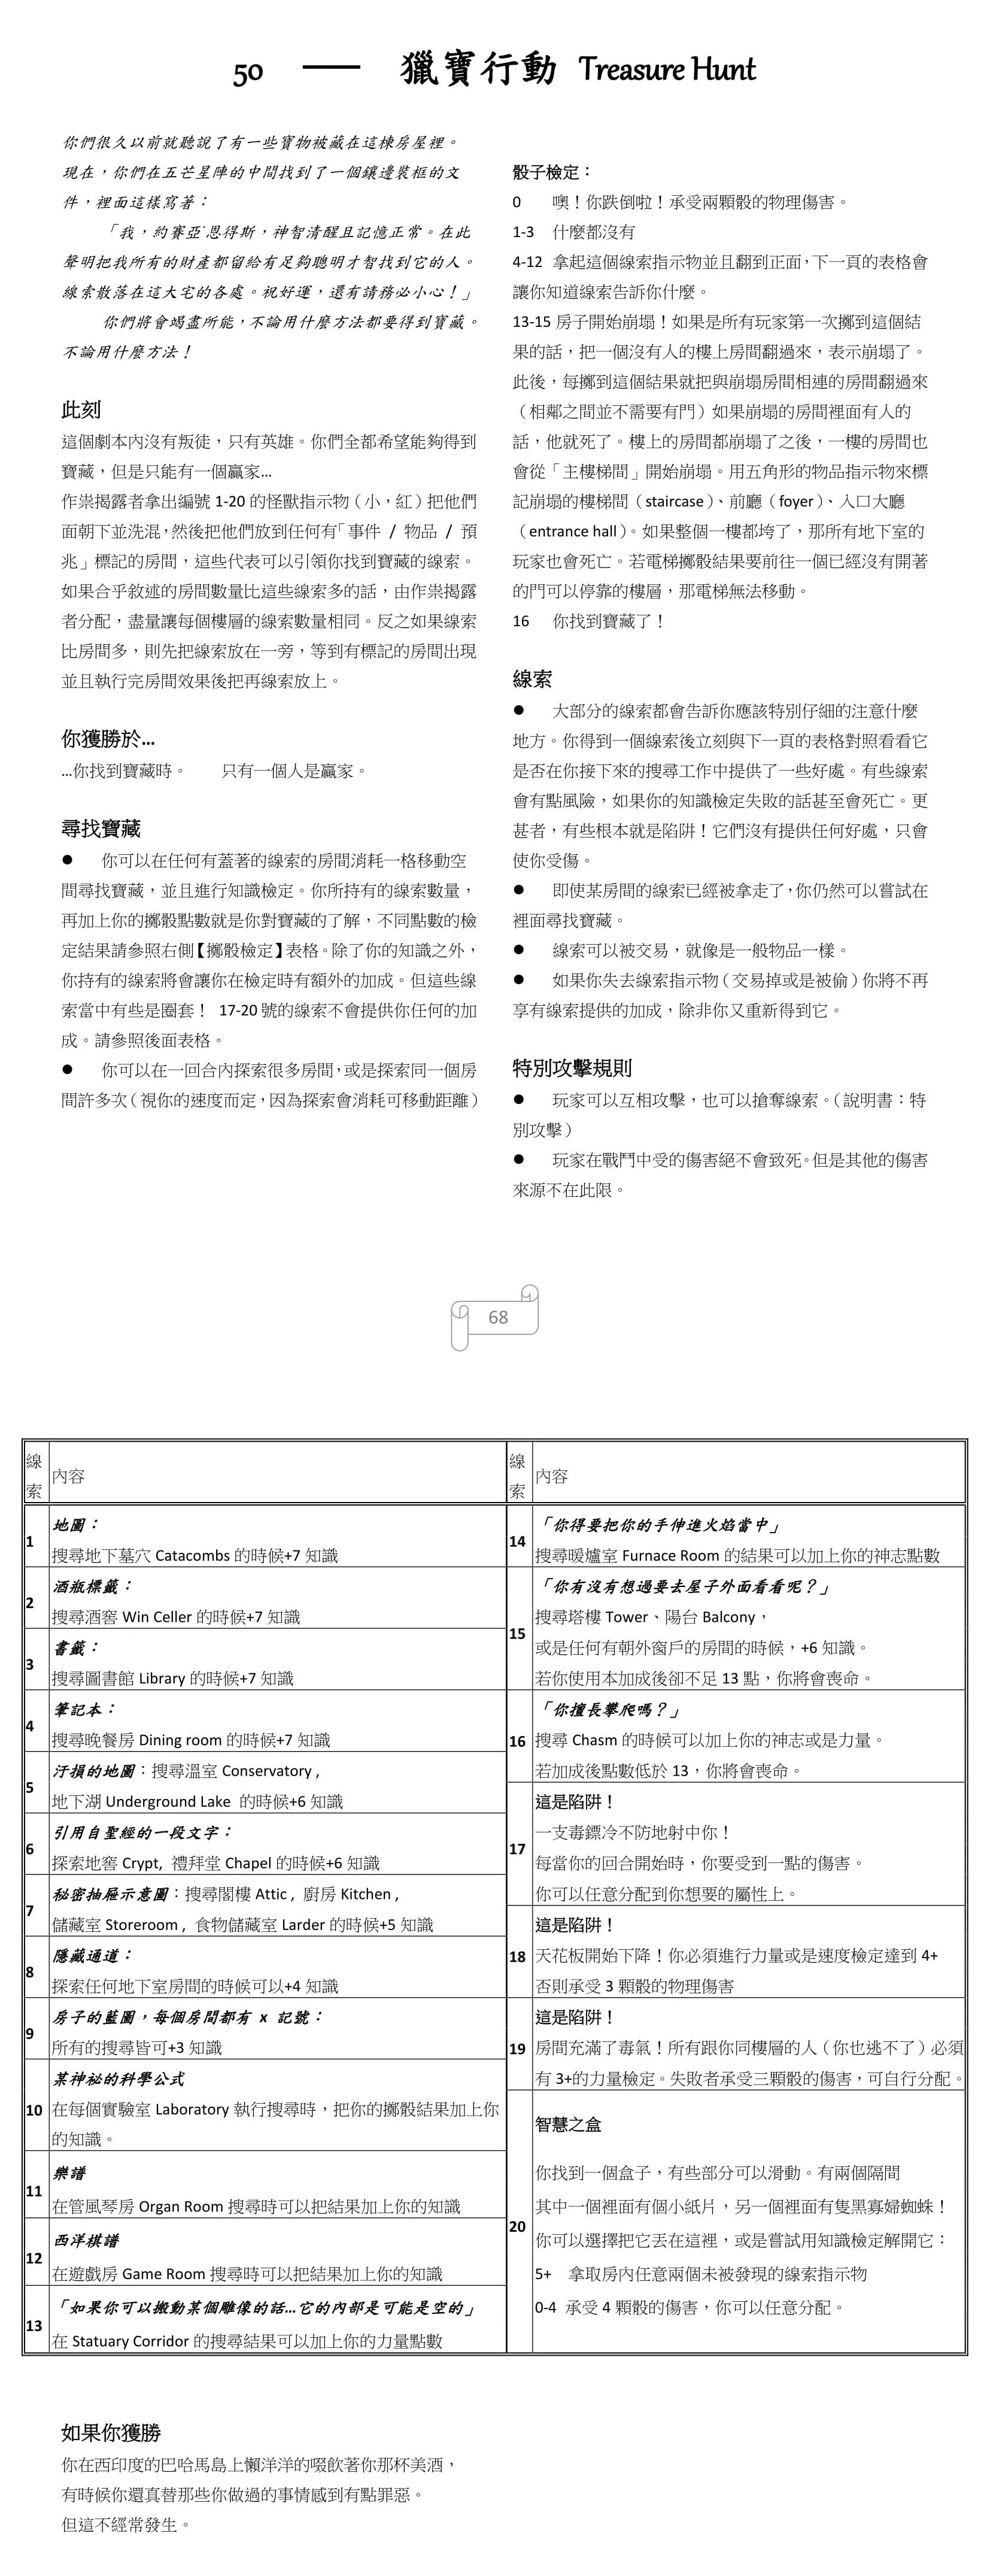 50 — 獵寶行動 Treasure Hunt
你們很久以前就聽說了有一些寶物被藏在這棟房屋裡。
現在，你們在五芒星陣的中間找到了一個鑲邊裝框的文
件，裡面這樣寫著：
「我，約賽亞·恩得斯，神智清醒且記憶正常。在此
聲明把我所有的財產都留給有足夠聰明才智找到它的人。
線索散落在這大宅的各處。祝好運，還有請務必小心！」
你們將會竭盡所能，不論用什麼方法都要得到寶藏。
不論用什麼方法！
此刻
這個劇本內沒有叛徒，只有英雄。你們全都希望能夠得到
寶藏，但是只能有一個贏家…
作祟揭露者拿出編號 1-20 的怪獸指示物（小，紅）把他們
面朝下並洗混，然後把他們放到任何有「事件 / 物品 / 預
兆」標記的房間，這些代表可以引領你找到寶藏的線索。
如果合乎敘述的房間數量比這些線索多的話，由作祟揭露
者分配，盡量讓每個樓層的線索數量相同。反之如果線索
比房間多，則先把線索放在一旁，等到有標記的房間出現
並且執行完房間效果後把再線索放上。
你獲勝於…
…你找到寶藏時。 只有一個人是贏家。
尋找寶藏
● 你可以在任何有蓋著的線索的房間消耗一格移動空
間尋找寶藏，並且進行知識檢定。你所持有的線索數量，
再加上你的擲骰點數就是你對寶藏的了解，不同點數的檢
定結果請參照右側【擲骰檢定】表格。除了你的知識之外，
你持有的線索將會讓你在檢定時有額外的加成。但這些線
索當中有些是圈套！ 17-20 號的線索不會提供你任何的加
成。請參照後面表格。
● 你可以在一回合內探索很多房間，或是探索同一個房
間許多次（視你的速度而定，因為探索會消耗可移動距離）
骰子檢定：
0 噢！你跌倒啦！承受兩顆骰的物理傷害。
1-3 什麼都沒有
4-12 拿起這個線索指示物並且翻到正面，下一頁的表格會
讓你知道線索告訴你什麼。
13-15 房子開始崩塌！如果是所有玩家第一次擲到這個結
果的話，把一個沒有人的樓上房間翻過來，表示崩塌了。
此後，每擲到這個結果就把與崩塌房間相連的房間翻過來
（相鄰之間並不需要有門）如果崩塌的房間裡面有人的
話，他就死了。樓上的房間都崩塌了之後，一樓的房間也
會從「主樓梯間」開始崩塌。用五角形的物品指示物來標
記崩塌的樓梯間（staircase）、前廳（foyer）、入口大廳
（entrance hall）。如果整個一樓都垮了，那所有地下室的
玩家也會死亡。若電梯擲骰結果要前往一個已經沒有開著
的門可以停靠的樓層，那電梯無法移動。
16 你找到寶藏了！
線索
● 大部分的線索都會告訴你應該特別仔細的注意什麼
地方。你得到一個線索後立刻與下一頁的表格對照看看它
是否在你接下來的搜尋工作中提供了一些好處。有些線索
會有點風險，如果你的知識檢定失敗的話甚至會死亡。更
甚者，有些根本就是陷阱！它們沒有提供任何好處，只會
使你受傷。
● 即使某房間的線索已經被拿走了，你仍然可以嘗試在
裡面尋找寶藏。
● 線索可以被交易，就像是一般物品一樣。
● 如果你失去線索指示物（交易掉或是被偷）你將不再
享有線索提供的加成，除非你又重新得到它。
特別攻擊規則
● 玩家可以互相攻擊，也可以搶奪線索。（說明書：特
別攻擊）
● 玩家在戰鬥中受的傷害絕不會致死。但是其他的傷害
來源不在此限。
68
線索 內容
1 地圖：
搜尋地下墓穴 Catacombs 的時候+7 知識
2 酒瓶標籤：
搜尋酒窖 Win Celler 的時候+7 知識
3 書籤：
搜尋圖書館 Library 的時候+7 知識
4 筆記本：
搜尋晚餐房 Dining room 的時候+7 知識
5 汙損的地圖：搜尋溫室 Conservatory ,
地下湖 Underground Lake 的時候+6 知識
6 引用自聖經的一段文字：
探索地窖 Crypt, 禮拜堂 Chapel 的時候+6 知識
7 秘密抽屜示意圖：搜尋閣樓 Attic , 廚房 Kitchen ,
儲藏室 Storeroom , 食物儲藏室 Larder 的時候+5 知識
8 隱藏通道：
探索任何地下室房間的時候可以+4 知識
9 房子的藍圖，每個房間都有 x 記號：
所有的搜尋皆可+3 知識
10 某神祕的科學公式
在每個實驗室 Laboratory 執行搜尋時，把你的擲骰結果加上你
的知識。
11 樂譜
在管風琴房 Organ Room 搜尋時可以把結果加上你的知識
12 西洋棋譜
在遊戲房 Game Room 搜尋時可以把結果加上你的知識
13 「如果你可以搬動某個雕像的話…它的內部是可能是空的」
在 Statuary Corridor 的搜尋結果可以加上你的力量點數
線索 內容
14 「你得要把你的手伸進火焰當中」
搜尋暖爐室 Furnace Room 的結果可以加上你的神志點數
15 「你有沒有想過要去屋子外面看看呢？」
搜尋塔樓 Tower、陽台 Balcony，
或是任何有朝外窗戶的房間的時候，+6 知識。
若你使用本加成後卻不足 13 點，你將會喪命。
16 「你擅長攀爬嗎？」
搜尋 Chasm 的時候可以加上你的神志或是力量。
若加成後點數低於 13，你將會喪命。
17 這是陷阱！
一支毒鏢冷不防地射中你！
每當你的回合開始時，你要受到一點的傷害。
你可以任意分配到你想要的屬性上。
18 這是陷阱！
天花板開始下降！你必須進行力量或是速度檢定達到 4+
否則承受 3 顆骰的物理傷害
19 這是陷阱！
房間充滿了毒氣！所有跟你同樓層的人（你也逃不了）必須
有 3+的力量檢定。失敗者承受三顆骰的傷害，可自行分配。
20 智慧之盒
你找到一個盒子，有些部分可以滑動。有兩個隔間
其中一個裡面有個小紙片，另一個裡面有隻黑寡婦蜘蛛！
你可以選擇把它丟在這裡，或是嘗試用知識檢定解開它：
5+ 拿取房內任意兩個未被發現的線索指示物
0-4 承受 4 顆骰的傷害，你可以任意分配。
如果你獲勝
你在西印度的巴哈馬島上懶洋洋的啜飲著你那杯美酒，
有時候你還真替那些你做過的事情感到有點罪惡。
但這不經常發生。